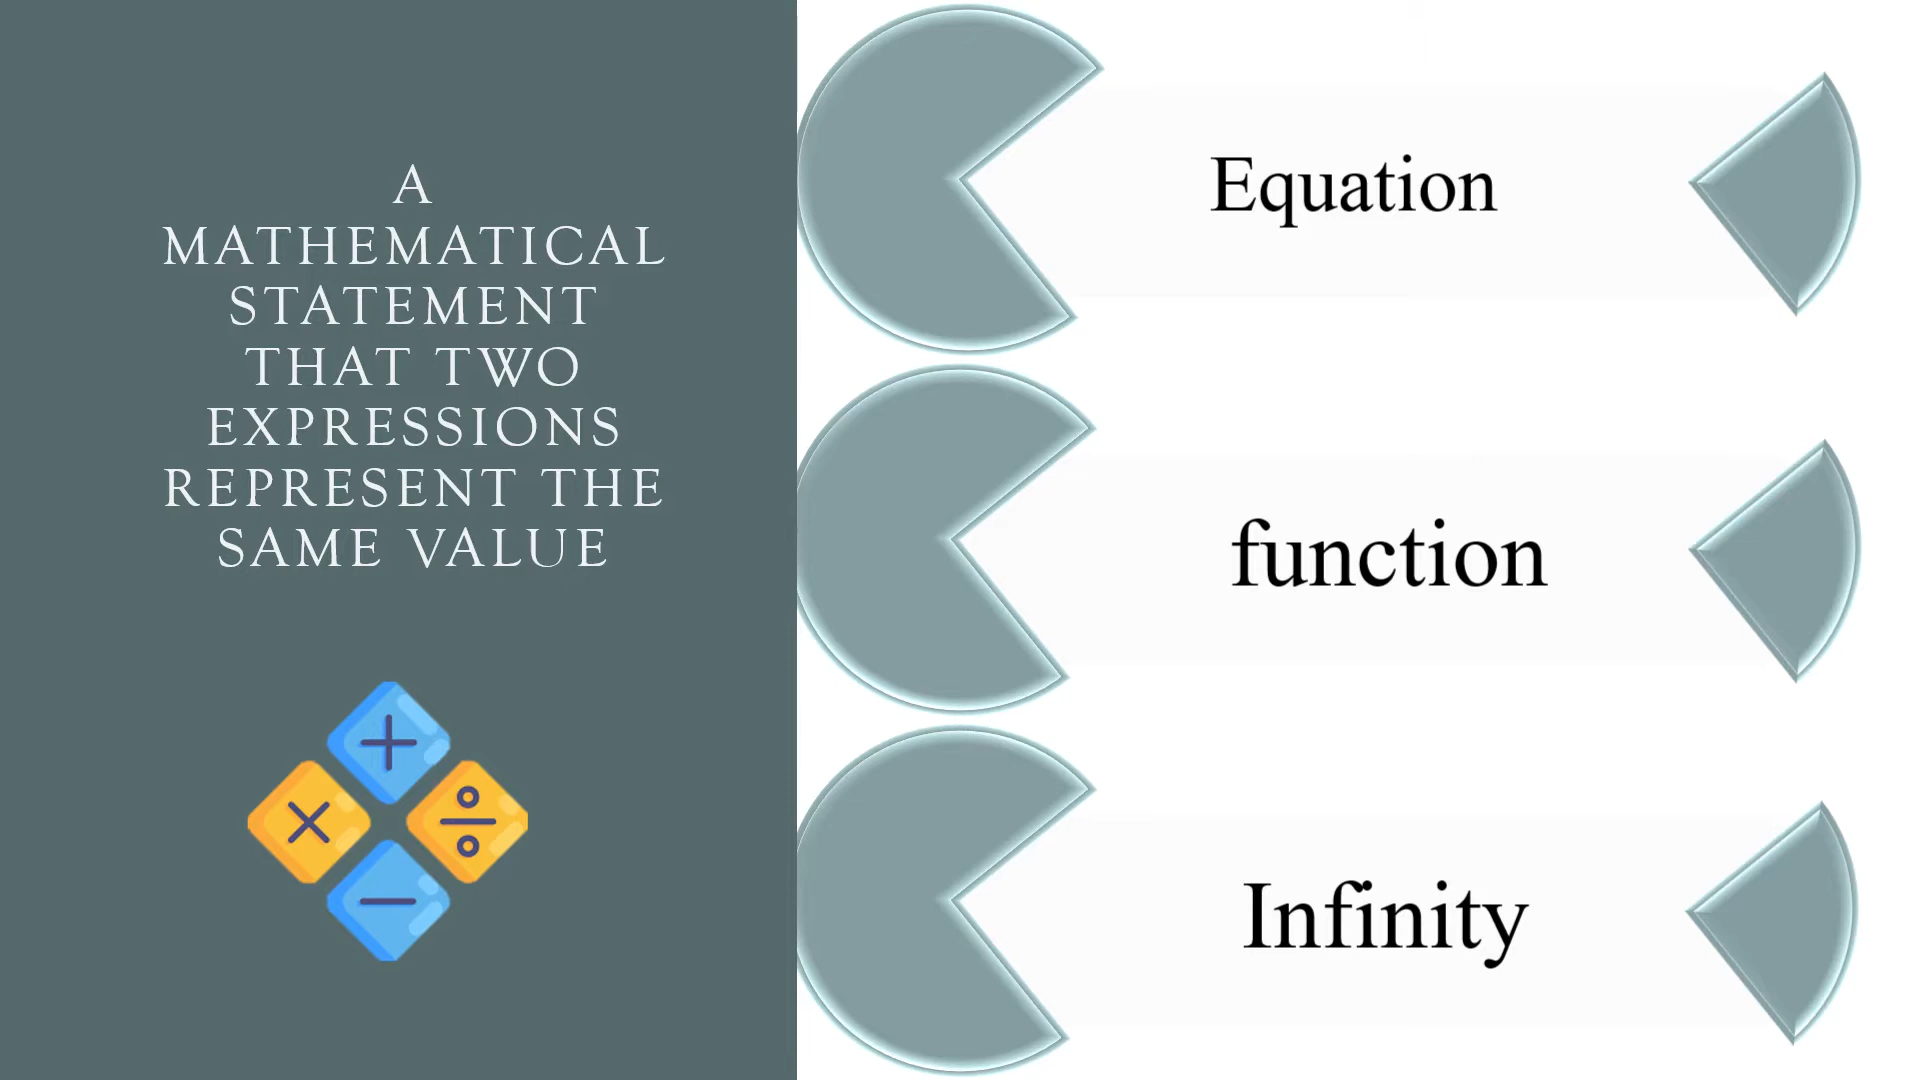 A
MATHEMATICAL
STATEMENT
THAT TWO
EXPRESSIONS
REPRESENT THE
SAME VALUE
+
× ÷
−
Equation
function
Infinity